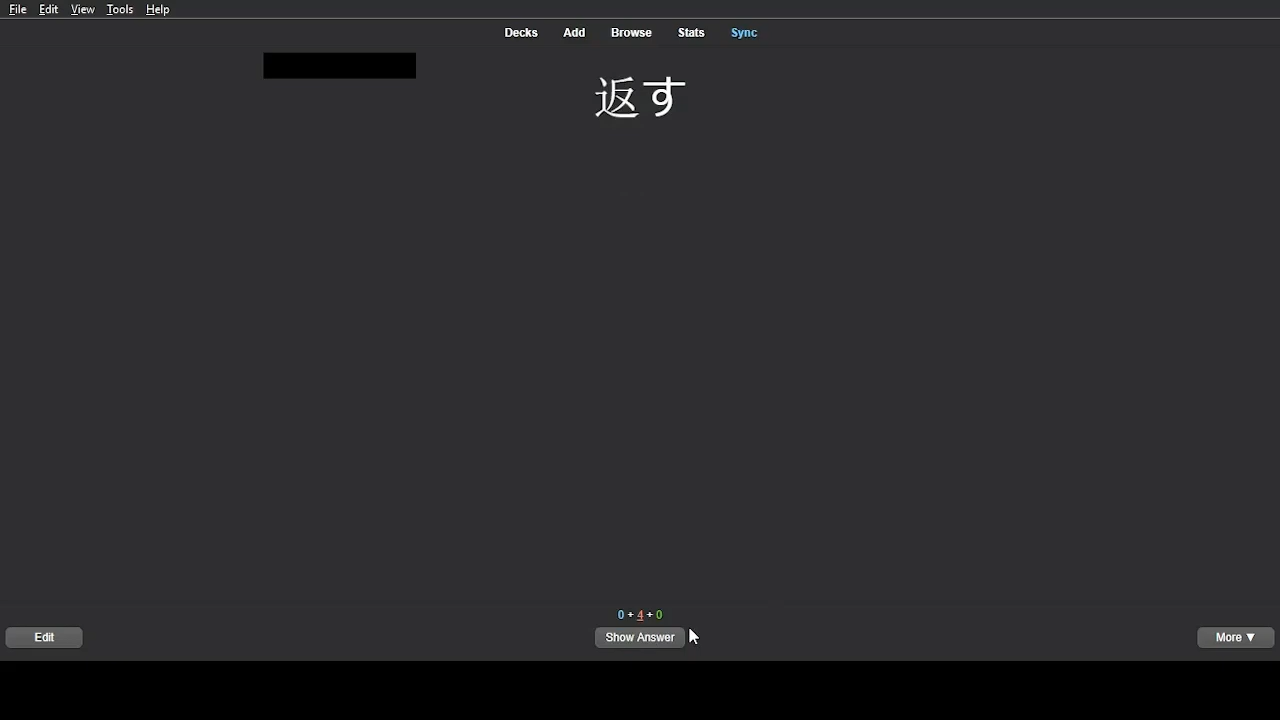 File Edit View Tools Help
Decks Add Browse Stats Sync
返す
0 + 4 + 0
Edit Show Answer More ▼